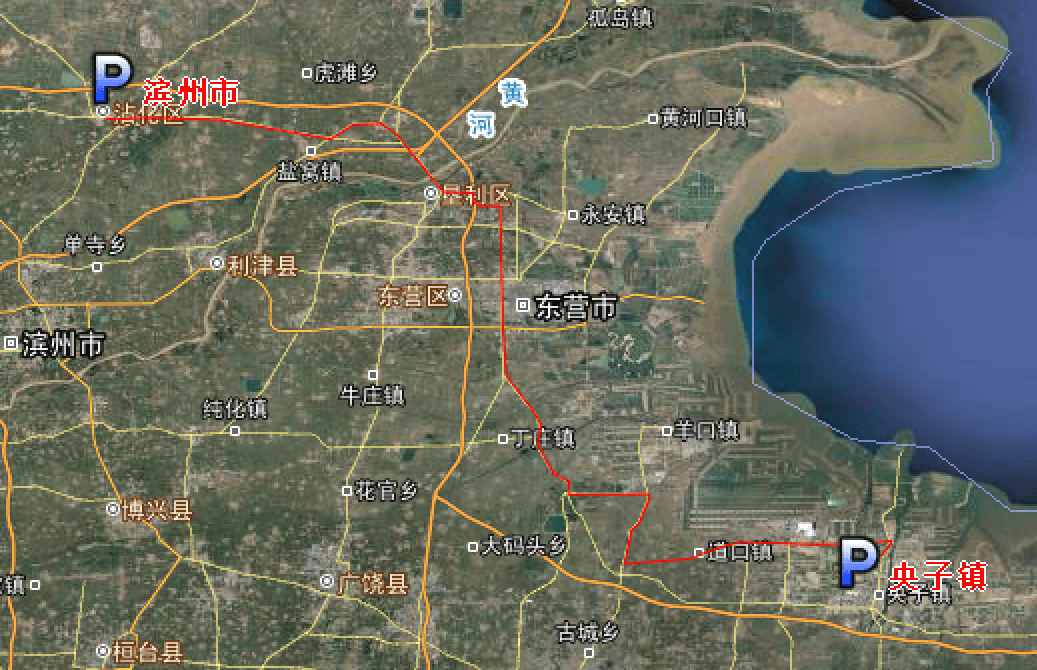 孤岛镇
虎滩乡
P
滨州市
沾化区
黄河
黄河口镇
盐窝镇
垦利区
永安镇
单寺乡
利津县
东营区
东营市
滨州市
牛庄镇
纯化镇
丁庄镇
羊口镇
花官乡
博兴县
大码头乡
道口镇
P
央子镇
央子镇
镇
广饶县
古城乡
桓台县